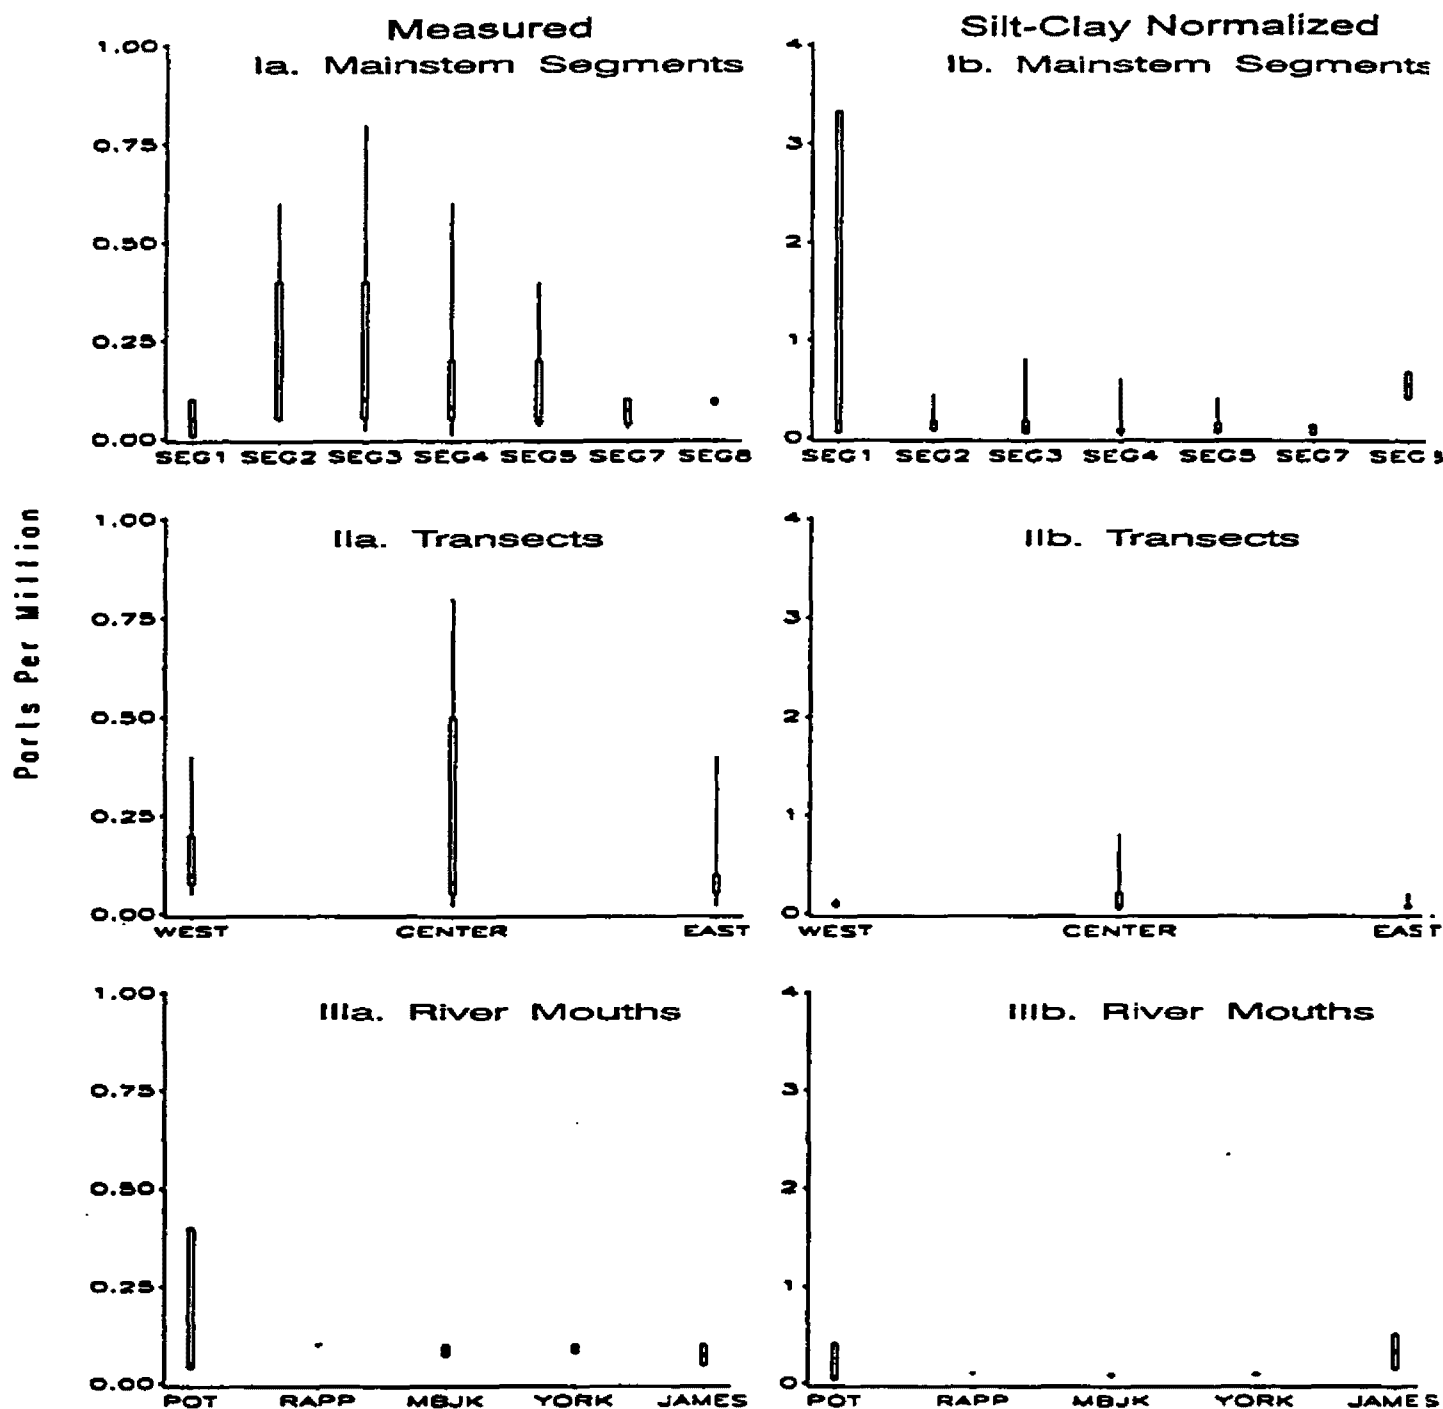 Measured
Ia. Mainstem Segments
1.00
0.75
0.50
0.25
0.00
SEG1 SEG2 SEG3 SEG4 SEG5 SEG7 SEG8
Silt-Clay Normalized
Ib. Mainstem Segments
4
3
2
1
0
SEG1 SEG2 SEG3 SEG4 SEG5 SEG7
Parts Per Million
IIa. Transects
1.00
0.75
0.50
0.25
0.00
WEST CENTER EAST
IIb. Transects
4
3
2
1
0
WEST CENTER EAST
IIIa. River Mouths
1.00
0.75
0.50
0.25
0.00
POT RAPP MBJK YORK JAMES
IIIb. River Mouths
4
3
2
1
0
POT RAPP MBJK YORK JAMES